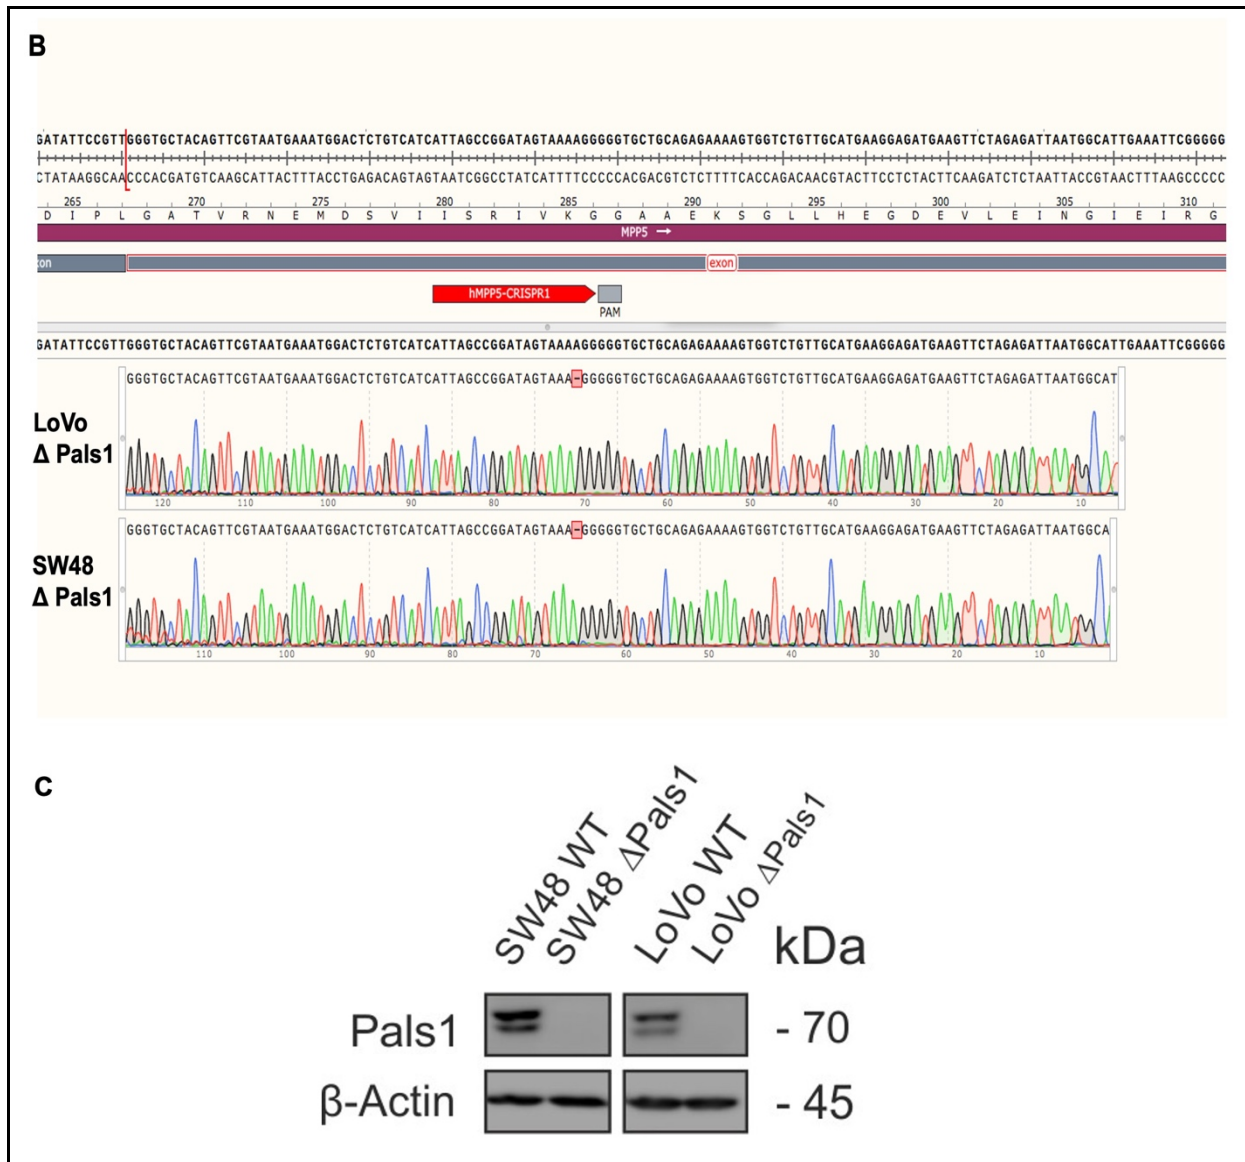 B
GATATTCCGTTGGGTGCTACAGTTCGTAATGAAATGGACTCTGTCATCATTAGCCGGATAGTAAAAGGGGGTGCTGCAGAGAAAAGTGGTCTGTTGCATGAAGGAGATGAAGTTCTAGAGATTAATGGCATTGAAATTCGGGGG
CTATAAGGCAACCCACGATGTCAAGCATTACTTTACCTGAGACAGTAGTAATCGGCCTATCATTTTCCCCCACGACGTCTCTTTTCACCAGACAACGTACTTCCTCTACTTCAAGATCTCTAATTACCGTAACTTTAAGCCCCC
265 270 275 280 285 290 295 300 305 310
D I P L G A T V R N E M D S V I I S R I V K G G A A E K S G L L H E G D E V L E I N G I E I R G
MPP5 →
on exon
hMPP5-CRISPR1
PAM
GATATTCCGTTGGGTGCTACAGTTCGTAATGAAATGGACTCTGTCATCATTAGCCGGATAGTAAAAGGGGGTGCTGCAGAGAAAAGTGGTCTGTTGCATGAAGGAGATGAAGTTCTAGAGATTAATGGCATTGAAATTCGGGGG
GGGTGCTACAGTTCGTAATGAAATGGACTCTGTCATCATTAGCCGGATAGTAAA-GGGGGTGCTGCAGAGAAAAGTGGTCTGTTGCATGAAGGAGATGAAGTTCTAGAGATTAATGGCAT
LoVo
Δ Pals1
120 110 100 90 80 70 60 50 40 30 20 10
GGGTGCTACAGTTCGTAATGAAATGGACTCTGTCATCATTAGCCGGATAGTAAA-GGGGGTGCTGCAGAGAAAAGTGGTCTGTTGCATGAAGGAGATGAAGTTCTAGAGATTAATGGCA
SW48
Δ Pals1
110 100 90 80 70 60 50 40 30 20 10
C
SW48 WT
SW48 ΔPals1
LoVo WT
LoVo ΔPals1
kDa
Pals1 - 70
β-Actin - 45